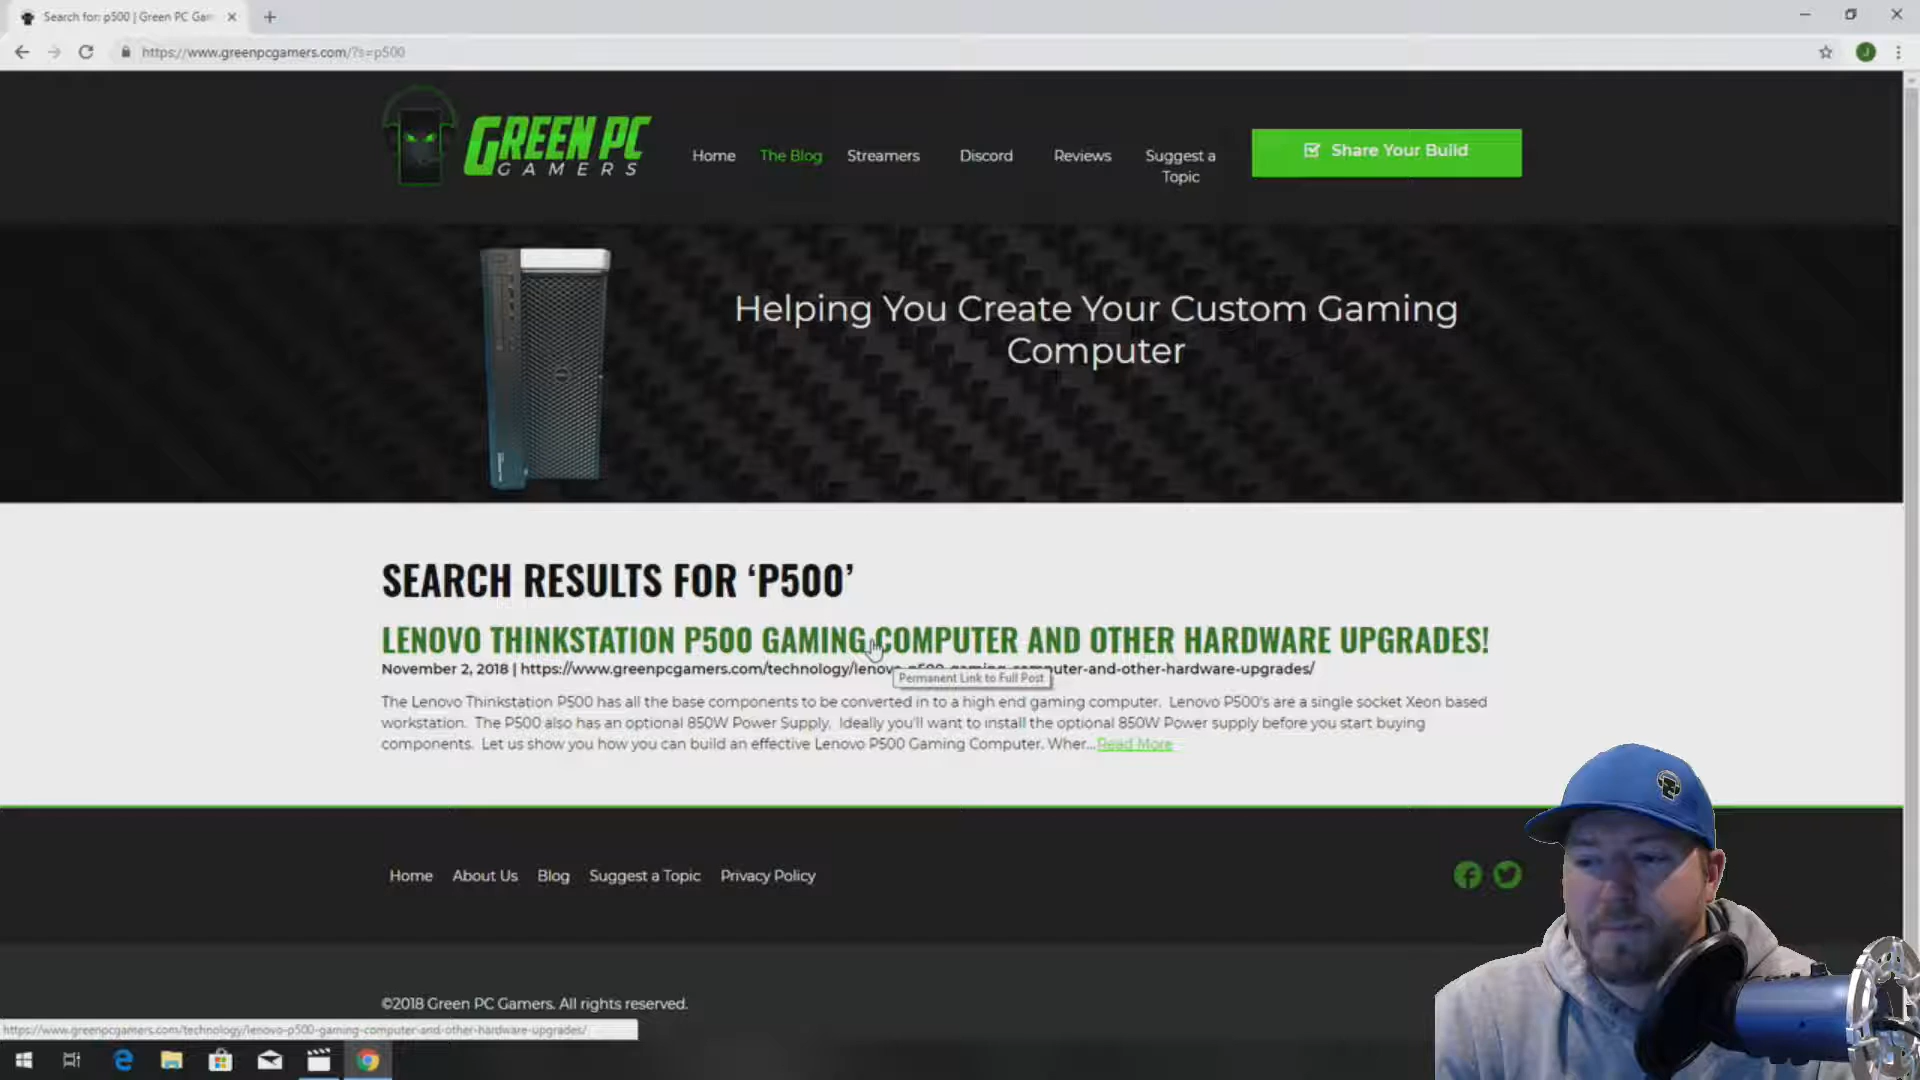 Search for: p500 | Green PC Gam
https://www.greenpcgamers.com/?s=p500
J
GREEN PC
GAMERS
Home
The Blog
Streamers
Discord
Reviews
Suggest a
Topic
Share Your Build
Helping You Create Your Custom Gaming
Computer
SEARCH RESULTS FOR ‘P500’
LENOVO THINKSTATION P500 GAMING COMPUTER AND OTHER HARDWARE UPGRADES!
November 2, 2018 | https://www.greenpcgamers.com/technology/lenovo-p500-gaming-computer-and-other-hardware-upgrades/
Permanent Link to Full Post
The Lenovo Thinkstation P500 has all the base components to be converted in to a high end gaming computer. Lenovo P500's are a single socket Xeon based
workstation. The P500 also has an optional 850W Power Supply. Ideally you'll want to install the optional 850W Power supply before you start buying
components. Let us show you how you can build an effective Lenovo P500 Gaming Computer. Wher...Read More
Home About Us Blog Suggest a Topic Privacy Policy
©2018 Green PC Gamers. All rights reserved.
https://www.greenpcgamers.com/technology/lenovo-p500-gaming-computer-and-other-hardware-upgrades/